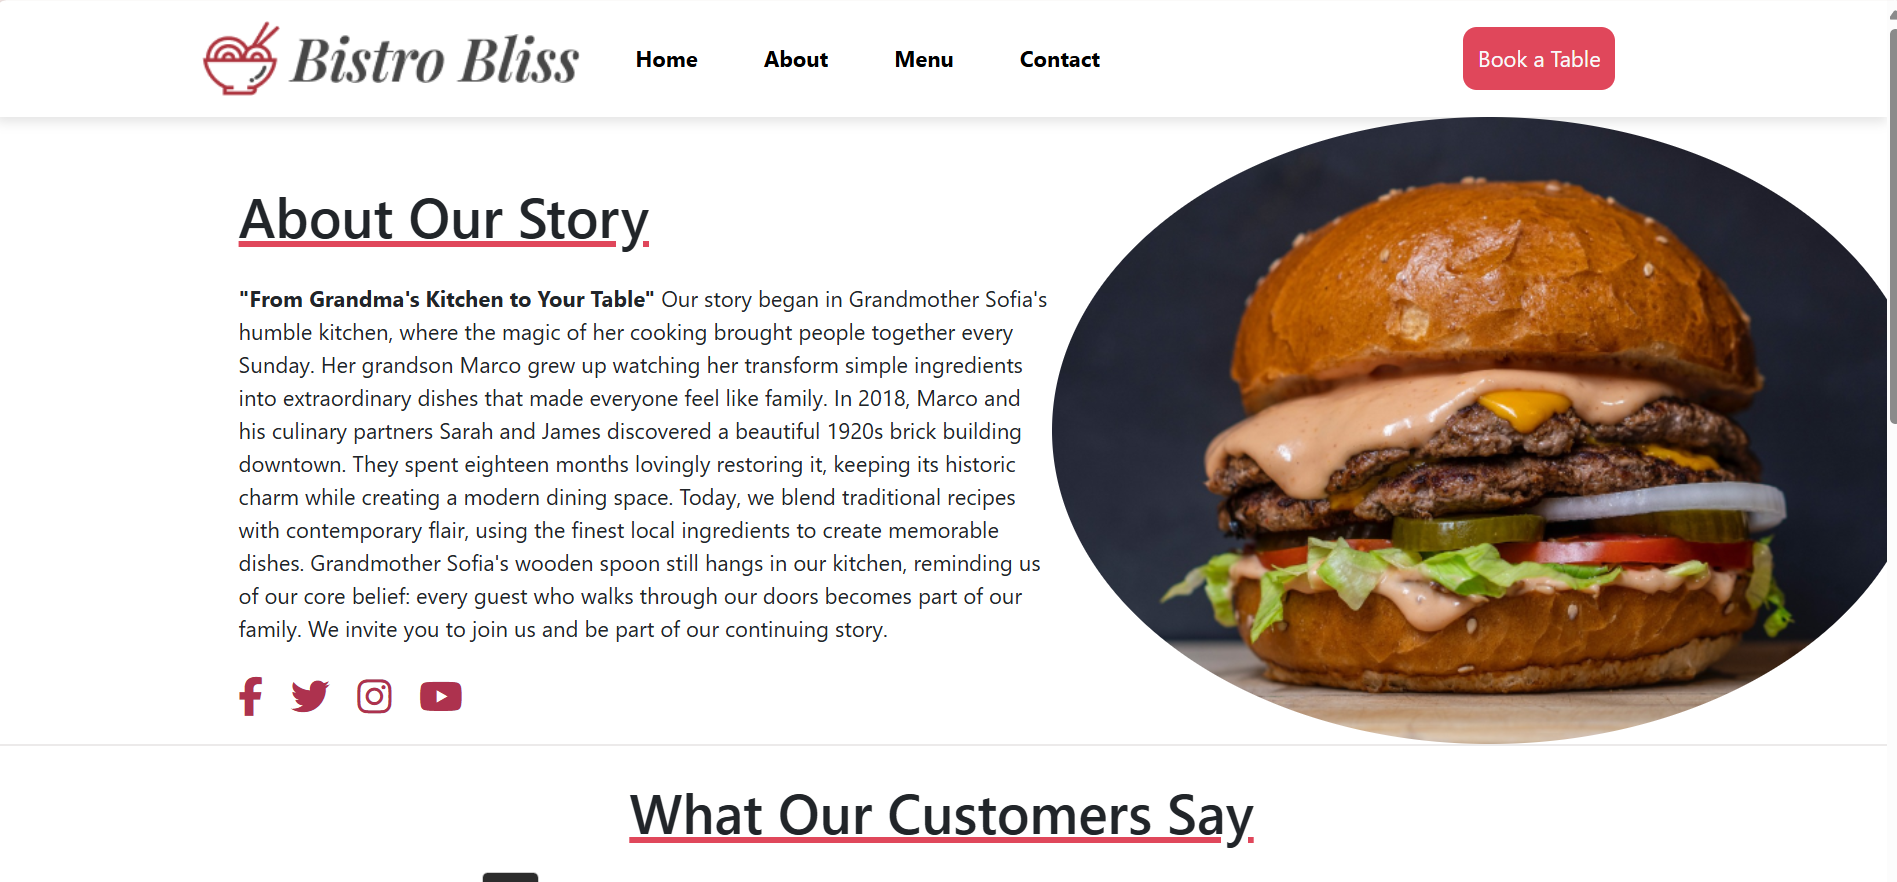 Bistro Bliss
Home
About
Menu
Contact
Book a Table
About Our Story
"From Grandma's Kitchen to Your Table" Our story began in Grandmother Sofia's
humble kitchen, where the magic of her cooking brought people together every
Sunday. Her grandson Marco grew up watching her transform simple ingredients
into extraordinary dishes that made everyone feel like family. In 2018, Marco and
his culinary partners Sarah and James discovered a beautiful 1920s brick building
downtown. They spent eighteen months lovingly restoring it, keeping its historic
charm while creating a modern dining space. Today, we blend traditional recipes
with contemporary flair, using the finest local ingredients to create memorable
dishes. Grandmother Sofia's wooden spoon still hangs in our kitchen, reminding us
of our core belief: every guest who walks through our doors becomes part of our
family. We invite you to join us and be part of our continuing story.
What Our Customers Say